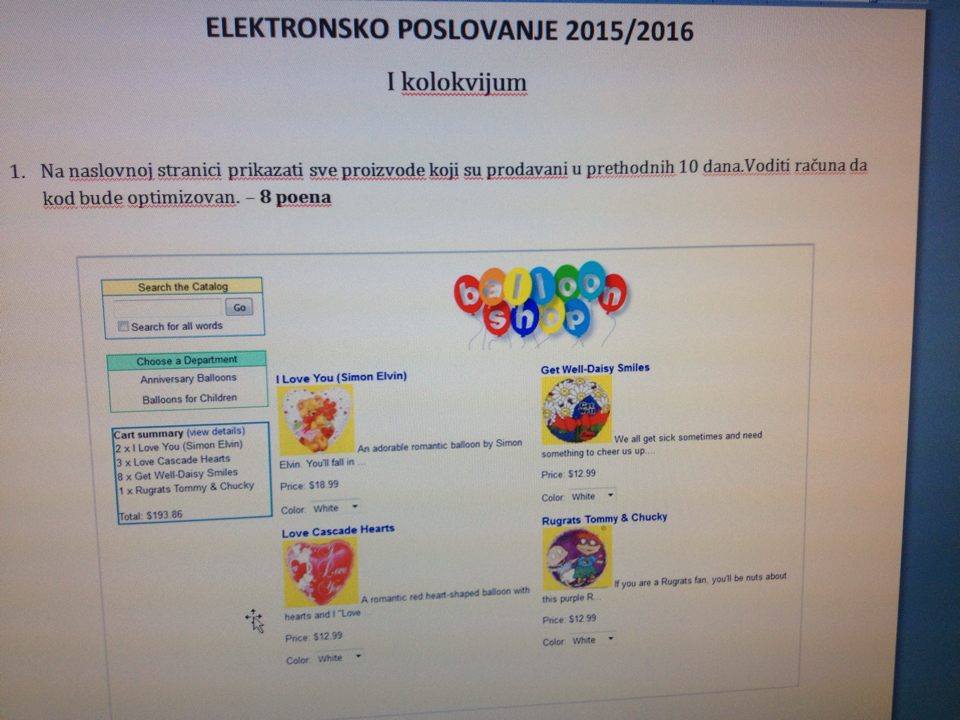 ELEKTRONSKO POSLOVANJE 2015/2016
I kolokvijum
1. Na naslovnoj stranici prikazati sve proizvode koji su prodavani u prethodnih 10 dana.Voditi računa da
kod bude optimizovan. – 8 poena
Search the Catalog
Go
Search for all words
Choose a Department
Anniversary Balloons
Balloons for Children
Cart summary (view details)
2 x I Love You (Simon Elvin)
3 x Love Cascade Hearts
8 x Get Well-Daisy Smiles
1 x Rugrats Tommy & Chucky
Total: $193.86
balloon
shop
I Love You (Simon Elvin)
An adorable romantic balloon by Simon
Elvin. You'll fall in ...
Price: $18.99
Color: White
Get Well-Daisy Smiles
We all get sick sometimes and need
something to cheer us up....
Price: $12.99
Color: White
Love Cascade Hearts
A romantic red heart-shaped balloon with
hearts and I "Love
Price: $12.99
Color: White
Rugrats Tommy & Chucky
If you are a Rugrats fan, you'll be nuts about
this purple R...
Price: $12.99
Color: White